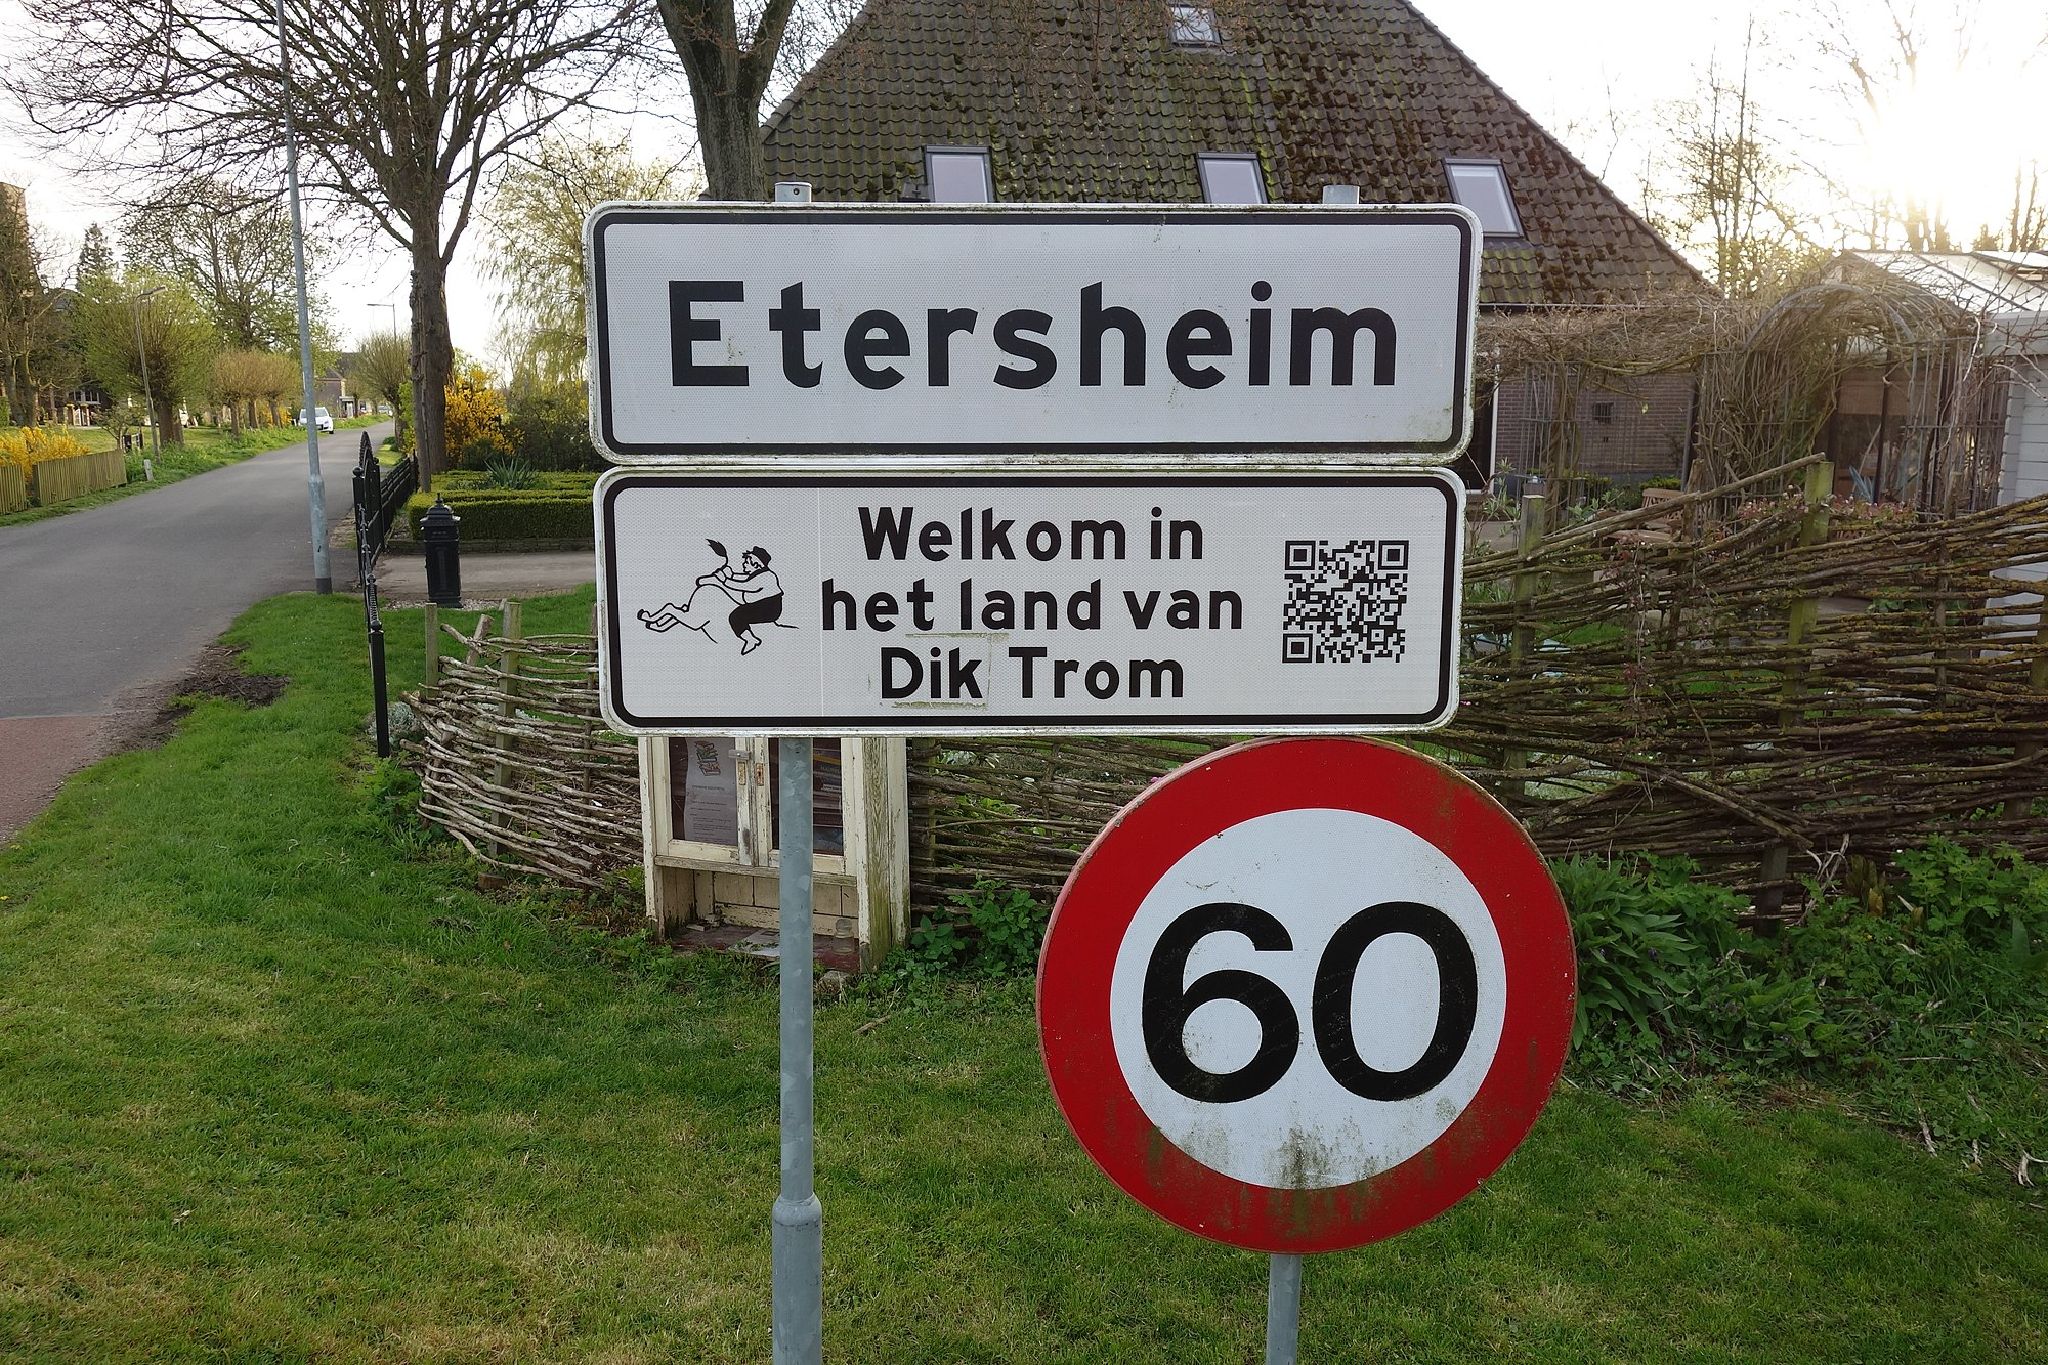 Etersheim
Welkom in
het land van
Dik Trom
60